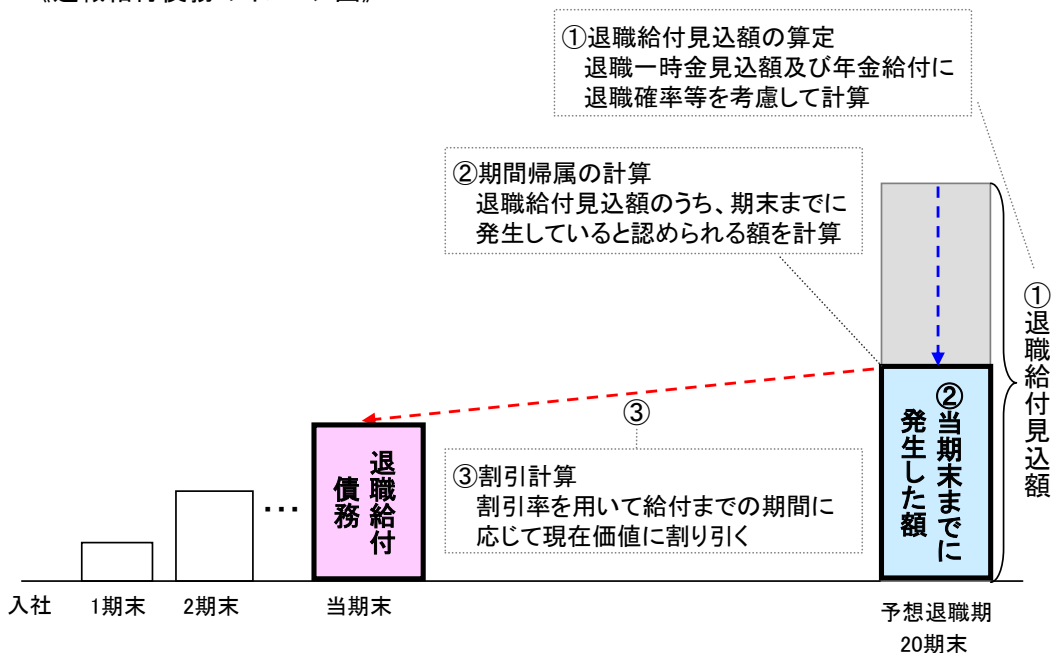 ①退職給付見込額の算定
退職一時金見込額及び年金給付に
退職確率等を考慮して計算
②期間帰属の計算
退職給付見込額のうち、期末までに
発生していると認められる額を計算
①退職給付見込額
②当期末までに
発生した額
③
退職給付
債務
③割引計算
割引率を用いて給付までの期間に
応じて現在価値に割り引く
…
入社
1期末
2期末
当期末
予想退職期
20期末